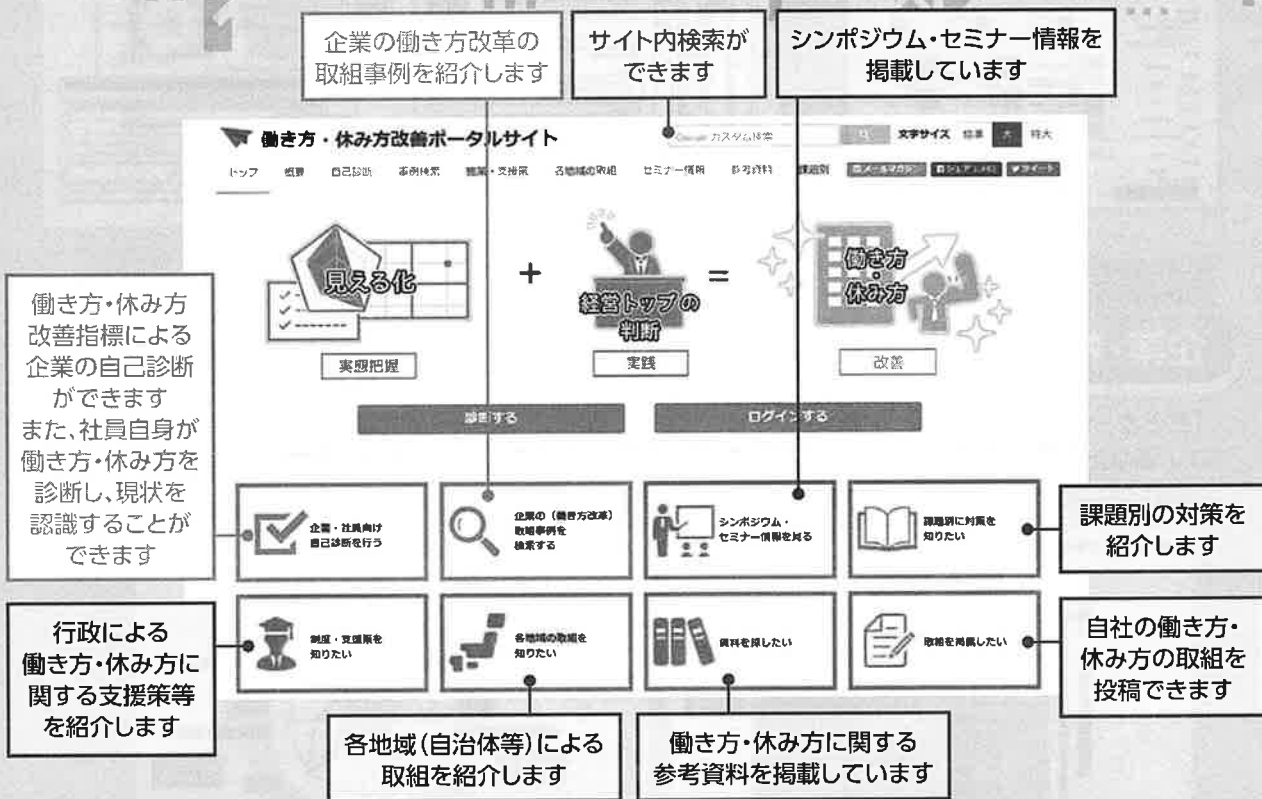 企業の働き方改革の
取組事例を紹介します
サイト内検索が
できます
シンポジウム・セミナー情報を
掲載しています
働き方・休み方改善ポータルサイト
カスタム検索
文字サイズ 標準 大 特大
トップ 概要 自己診断 事例検索 施策・支援策 各地域の取組 セミナー情報 参考資料 課題別 メールマガジン シェアする ツイート
見える化
+
経営トップの
判断
=
働き方
・
休み方
実態把握
実践
改善
診断する
ログインする
働き方・休み方
改善指標による
企業の自己診断
ができます
また、社員自身が
働き方・休み方を
診断し、現状を
認識することが
できます
企業・社員向け
自己診断を行う
企業の（働き方改革）
取組事例を
検索する
シンポジウム・
セミナー情報を見る
課題別に対策を
知りたい
課題別の対策を
紹介します
行政による
働き方・休み方に
関する支援策等
を紹介します
制度・支援策を
知りたい
各地域の取組を
知りたい
資料を探したい
取組を掲載したい
自社の働き方・
休み方の取組を
投稿できます
各地域(自治体等)による
取組を紹介します
働き方・休み方に関する
参考資料を掲載しています